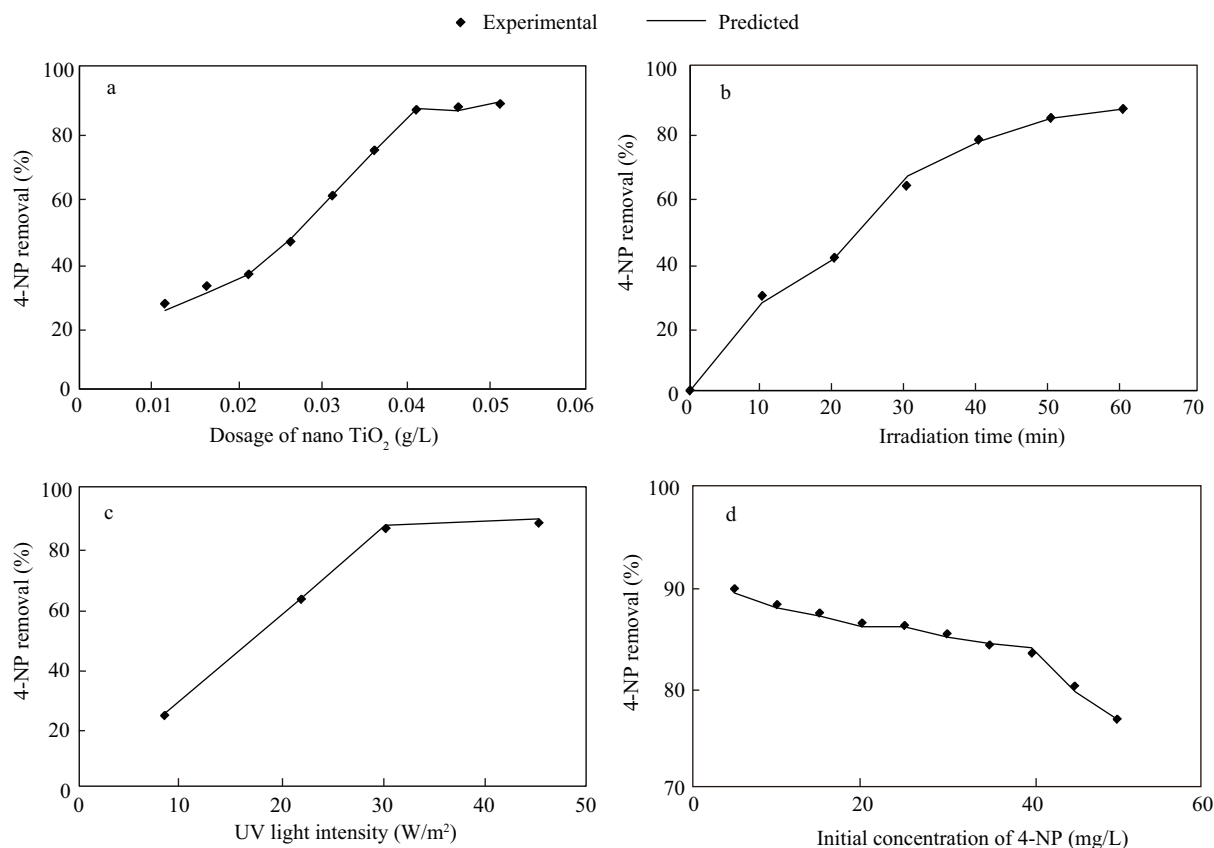 Experimental Predicted
a
100
80
60
40
20
0
4-NP removal (%)
0 0.01 0.02 0.03 0.04 0.05 0.06
Dosage of nano TiO2 (g/L)
b
100
80
60
40
20
0
4-NP removal (%)
0 10 20 30 40 50 60 70
Irradiation time (min)
c
100
80
60
40
20
0
4-NP removal (%)
0 10 20 30 40 50
UV light intensity (W/m²)
d
100
90
80
70
4-NP removal (%)
0 20 40 60
Initial concentration of 4-NP (mg/L)